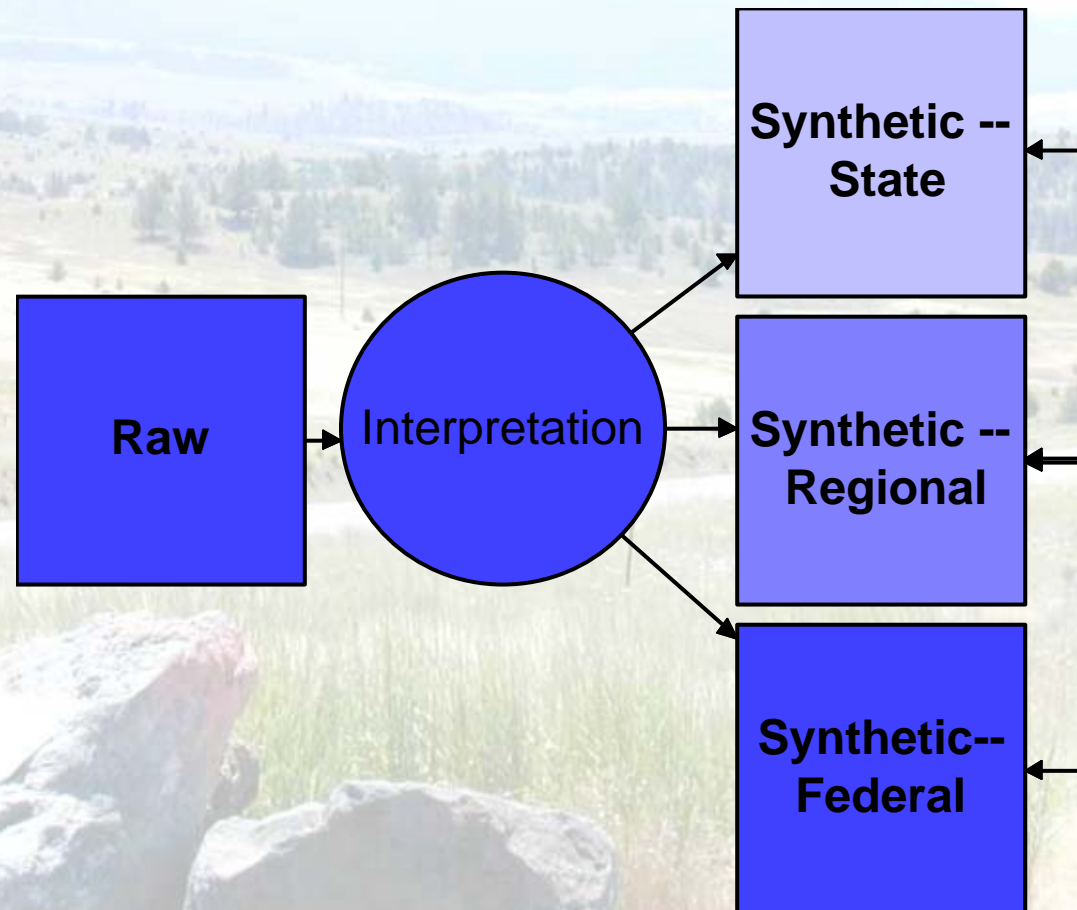 Raw
Interpretation
Synthetic --
State
Synthetic --
Regional
Synthetic--
Federal